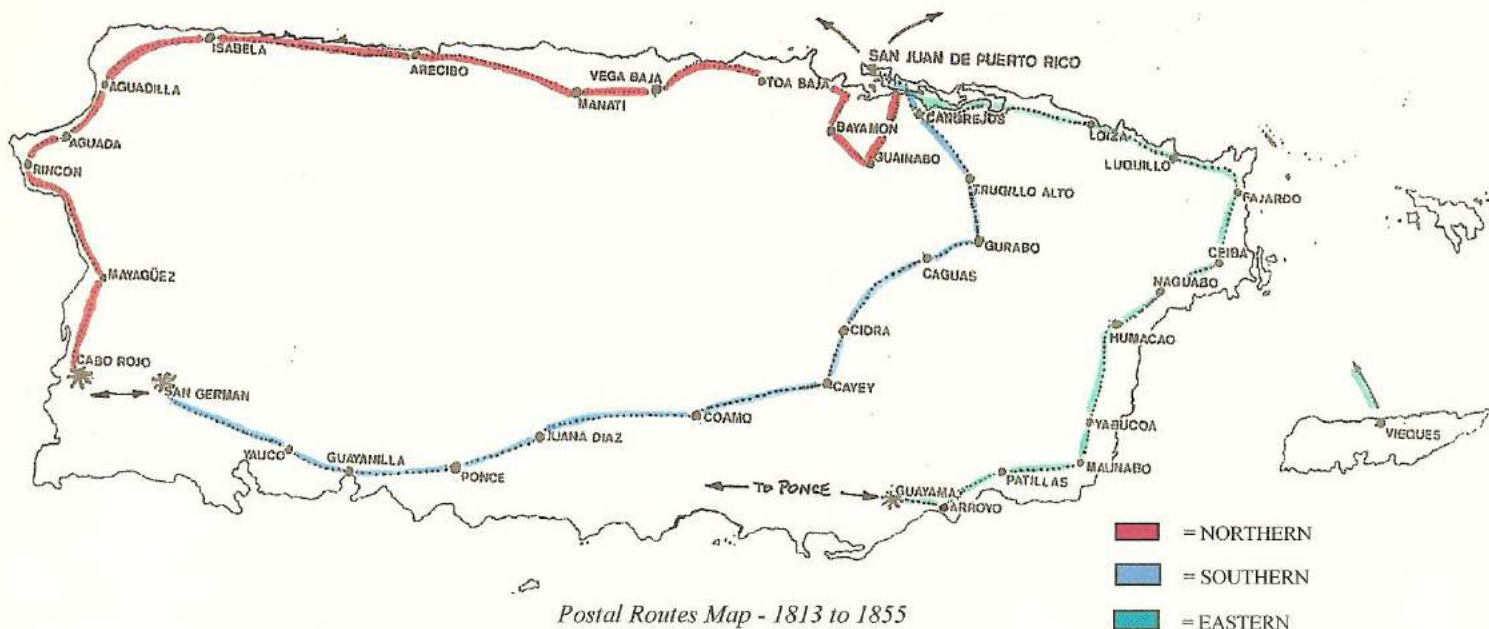 SAN JUAN DE PUERTO RICO
ISABELA
ARECIBO
VEGA BAJA
MANATI
TOA BAJA
AGUADILLA
BAYAMON
CANGREJOS
LOIZA
AGUADA
GUAINABO
LUQUILLO
RINCON
TRUGILLO ALTO
FAJARDO
GURABO
CEIBA
MAYAGÜEZ
CAGUAS
NAGUABO
CIDRA
HUMACAO
CABO ROJO
SAN GERMAN
CAYEY
COAMO
YABUCOA
VIEQUES
JUANA DIAZ
YAUCO
GUAYANILLA
PONCE
MAUNABO
PATILLAS
TO PONCE
GUAYAMA
ARROYO
= NORTHERN
= SOUTHERN
= EASTERN
Postal Routes Map - 1813 to 1855